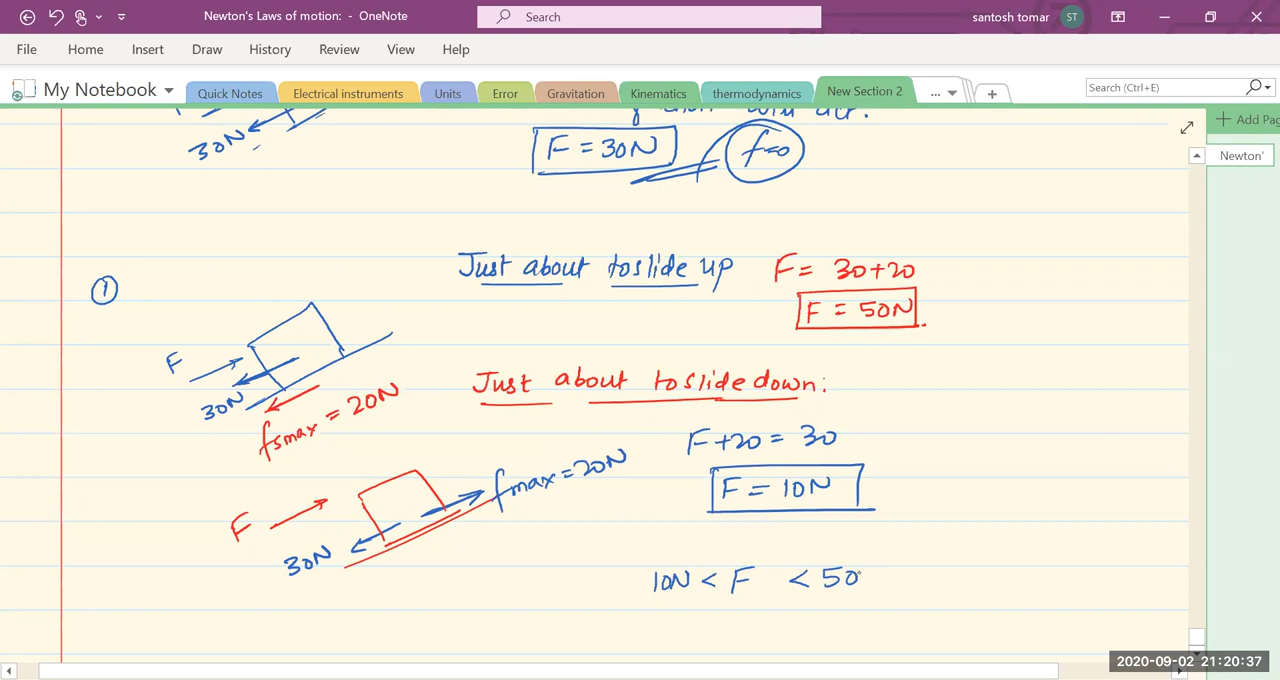 Newton's Laws of motion: - OneNote
Search
santosh tomar ST
File Home Insert Draw History Review View Help
My Notebook
Quick Notes Electrical instruments Units Error Gravitation Kinematics thermodynamics New Section 2 ...
Search (Ctrl+E)
Add Pag
Newton'
30N
F = 30N
f=0
Just about to slide up F = 30+20
F = 50N
1
F
30N
fsmax = 20N
Just about to slide down:
F+20 = 30
F = 10N
F
30N
fmax = 20N
10N < F < 50
2020-09-02 21:20:37